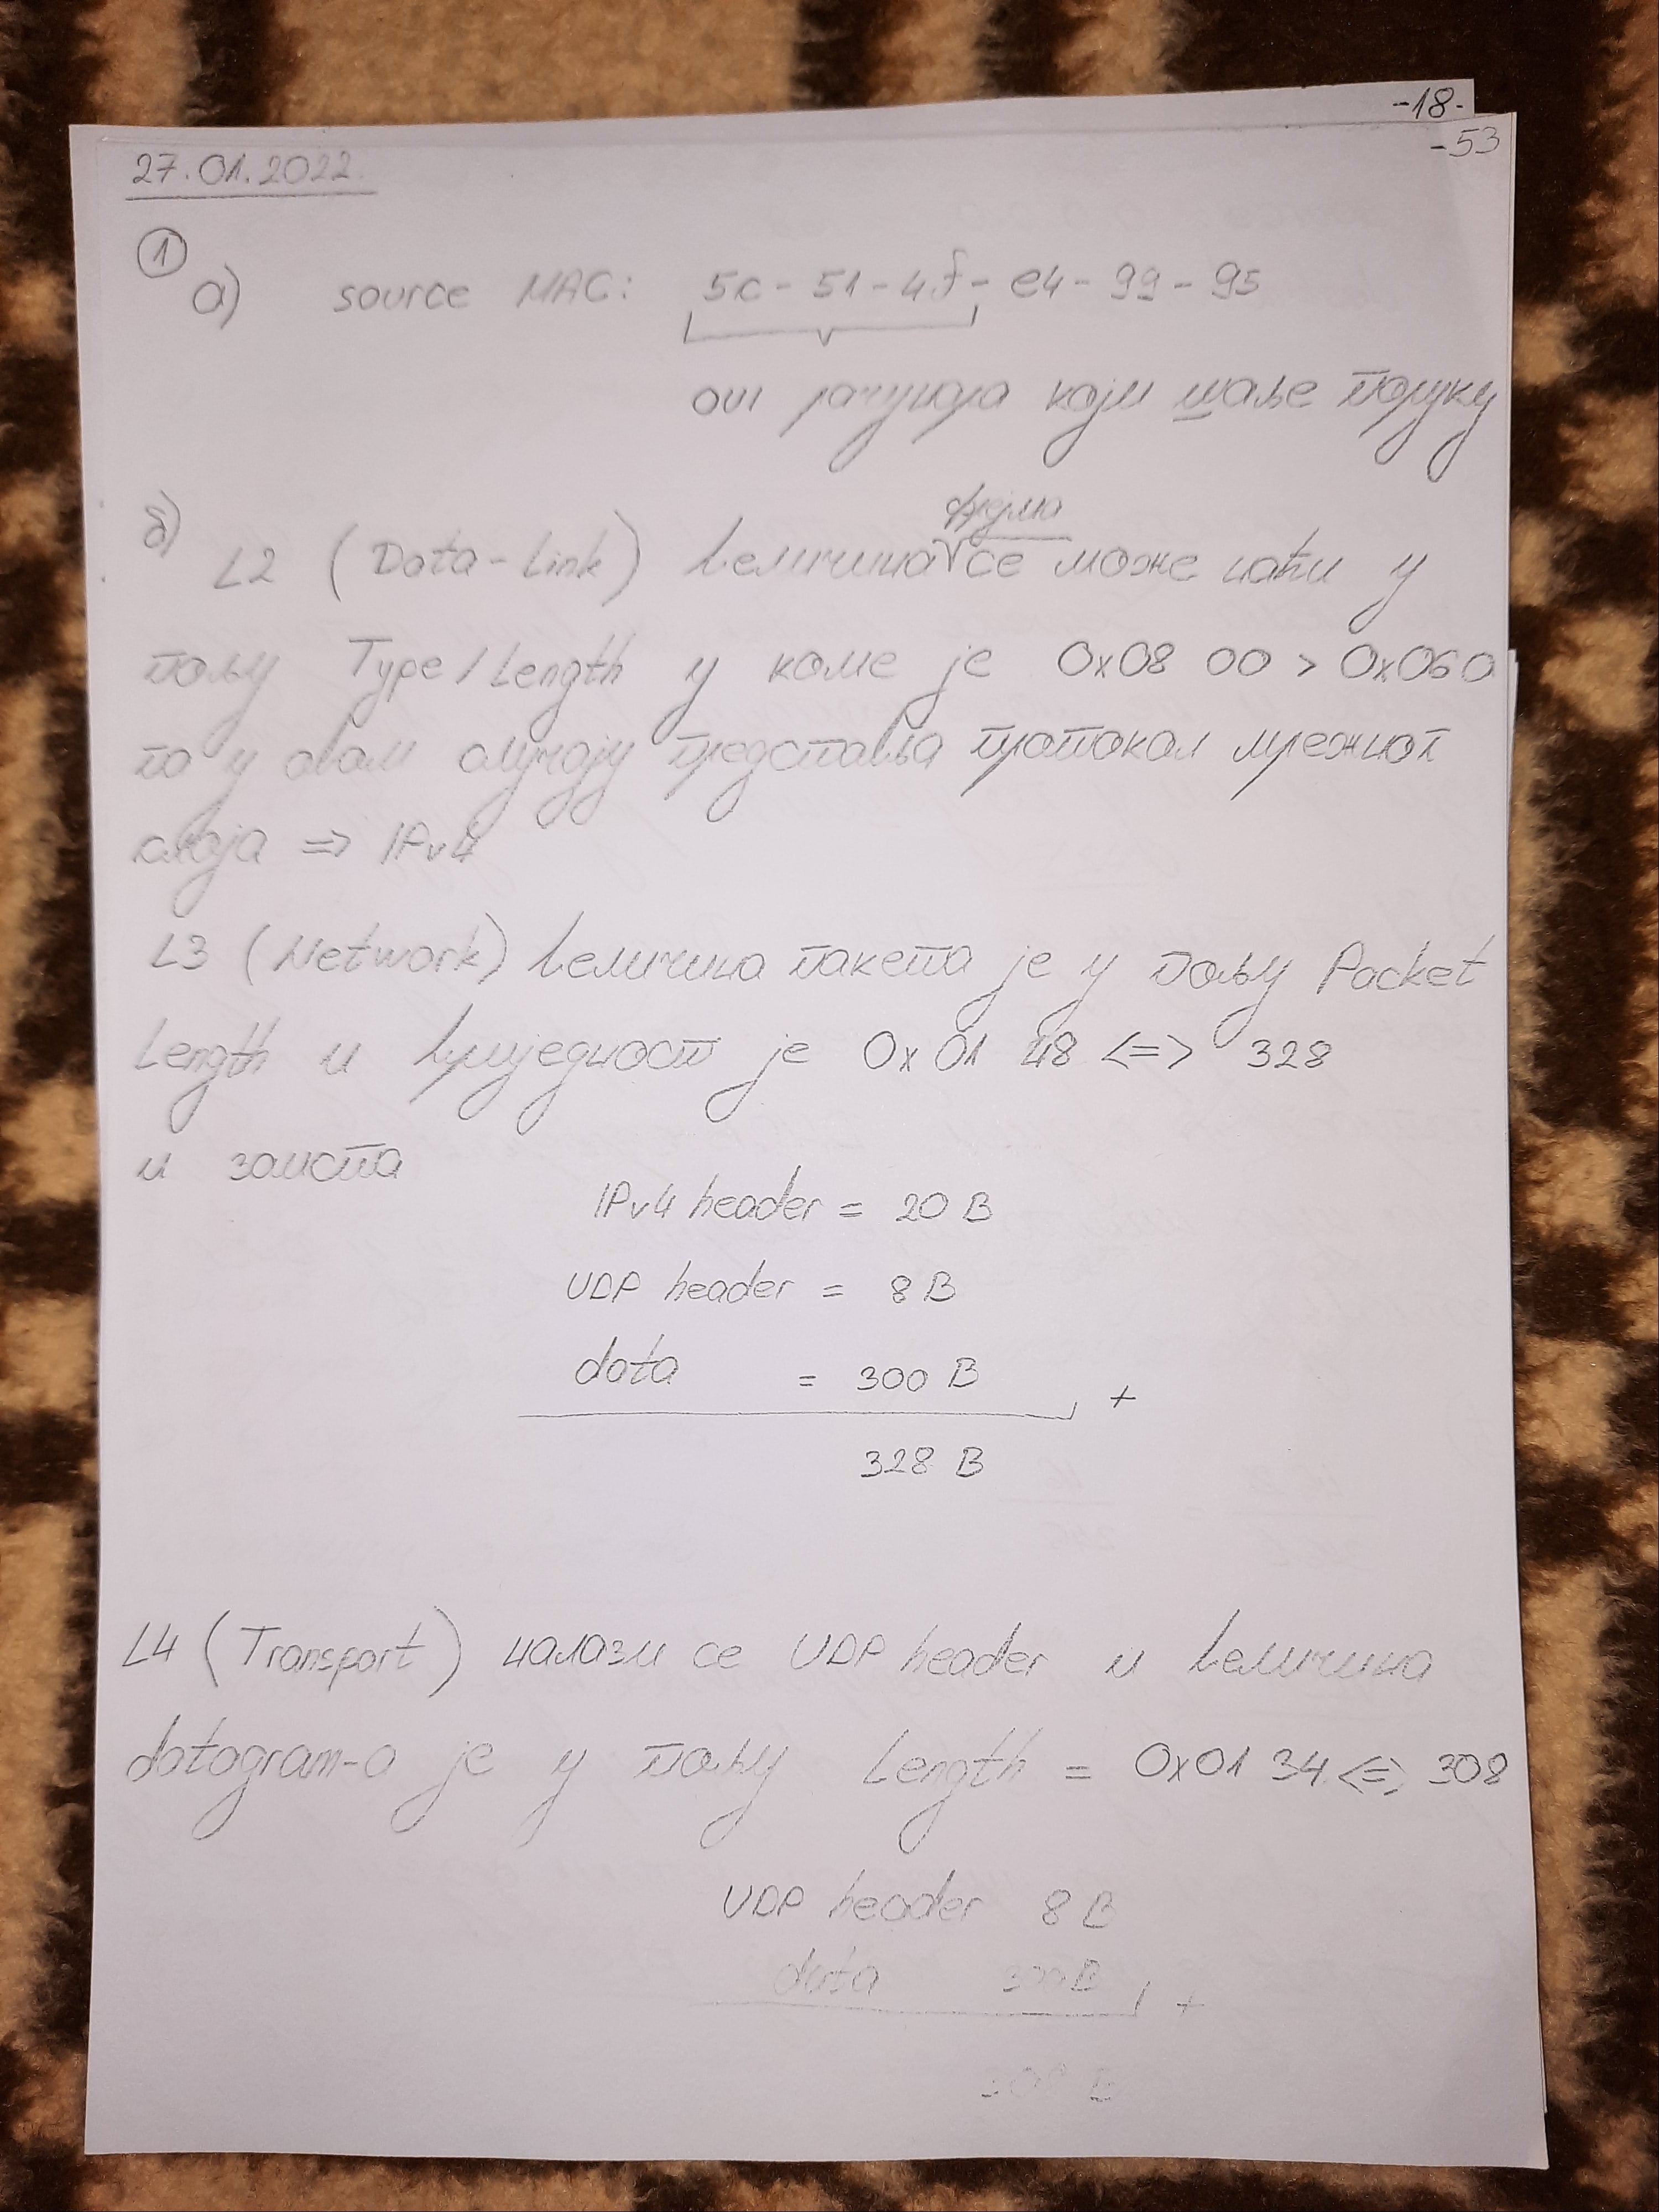 -18-
-53
27.01.2022.
1
а) source MAC: 5c-51-4f-e4-99-95
OUI рачунара који шаље поруку
б)
фрејма
L2 (Data-Link) величина се може наћи у
пољу Type/Length у коме је 0x08 00 > 0x060
па у овом случају представља протокол мрежног
слоја => IPv4
L3 (Network) величина пакета је у пољу Packet
Length и вриједност је 0x01 48 <=> 328
и заиста
IPv4 header = 20 B
UDP header = 8 B
data = 300 B +
328 B
L4 (Transport) налази се UDP header и величина
datagram-а је у пољу Length = 0x01 34 <=> 308
UDP header 8 B
data 300 B +
308 B